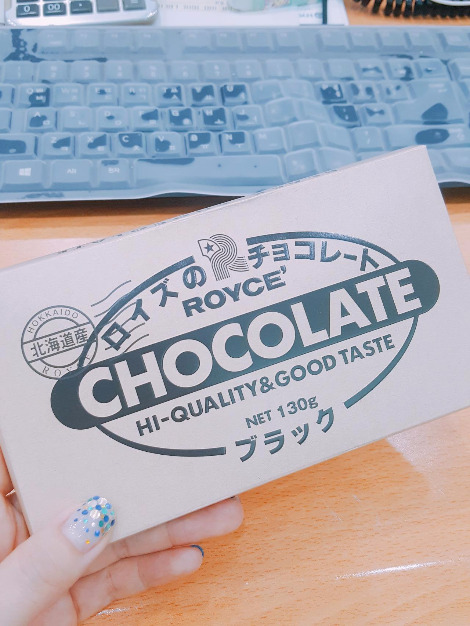 ロイズのチョコレート
ROYCE'
HOKKAIDO
北海道産
CHOCOLATE
HI-QUALITY&GOOD TASTE
NET 130g
ブラック